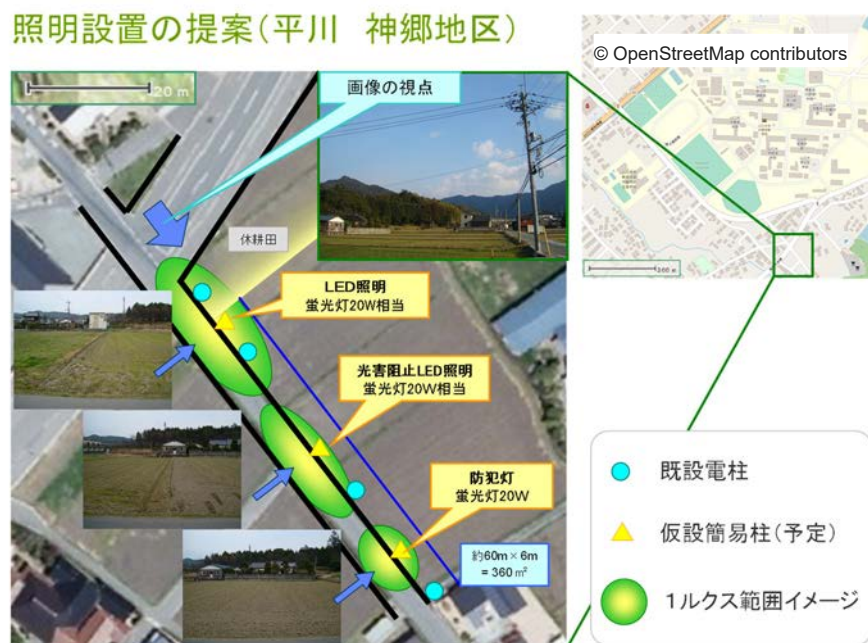 照明設置の提案(平川　神郷地区)
© OpenStreetMap contributors
20 m
画像の視点
休耕田
LED照明
蛍光灯20W相当
光害阻止LED照明
蛍光灯20W相当
防犯灯
蛍光灯20W
約60m×6m
=360㎡
既設電柱
仮設簡易柱(予定)
1ルクス範囲イメージ